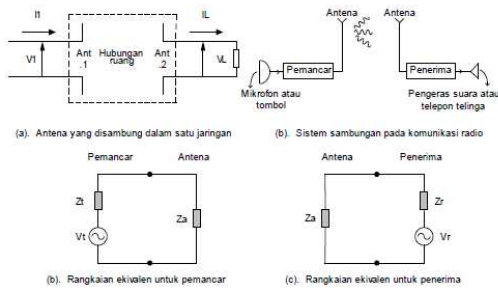 I1
IL
V1
Ant .1
Hubungan ruang
Ant .2
VL
(a). Antena yang disambung dalam satu jaringan
Antena
Antena
Pemancar
Penerima
Mikrofon atau tombol
Pengeras suara atau telepon telinga
(b). Sistem sambungan pada komunikasi radio
Pemancar
Antena
Zt
Za
Vt
(b). Rangkaian ekivalen untuk pemancar
Antena
Penerima
Za
Zr
Vr
(c). Rangkaian ekivalen untuk penerima